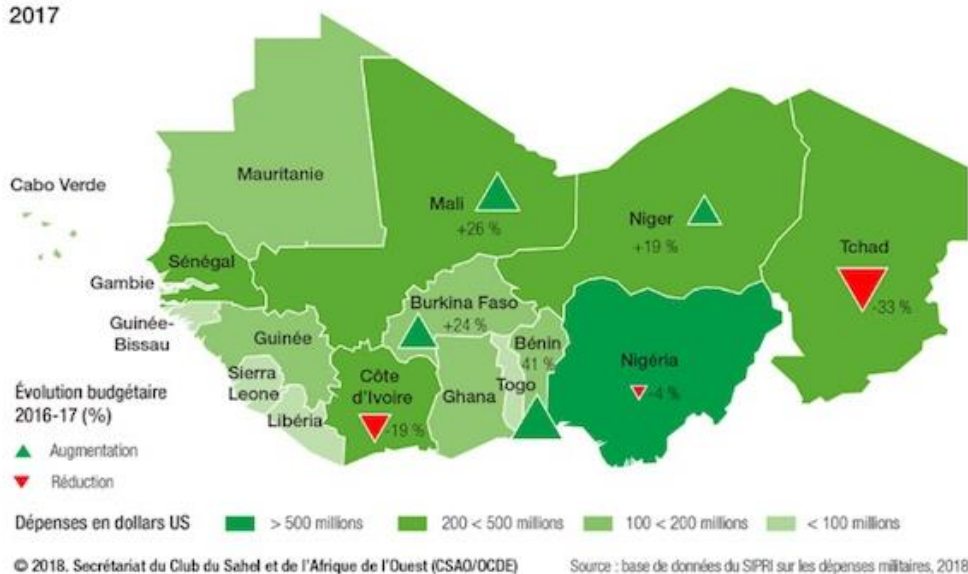 2017
Mauritanie
Cabo Verde
Mali
+26 %
Niger
+19 %
Tchad
-33 %
Sénégal
Gambie
Guinée-
Bissau
Guinée
Burkina Faso
+24 %
Bénin
41 %
Nigéria
-4 %
Sierra
Leone
Côte
d'Ivoire
-19 %
Ghana
Togo
Libéria
Évolution budgétaire
2016-17 (%)
Augmentation
Réduction
Dépenses en dollars US
> 500 millions
200 < 500 millions
100 < 200 millions
< 100 millions
© 2018. Secrétariat du Club du Sahel et de l'Afrique de l'Ouest (CSAO/OCDE)
Source : base de données du SIPRI sur les dépenses militaires, 2018